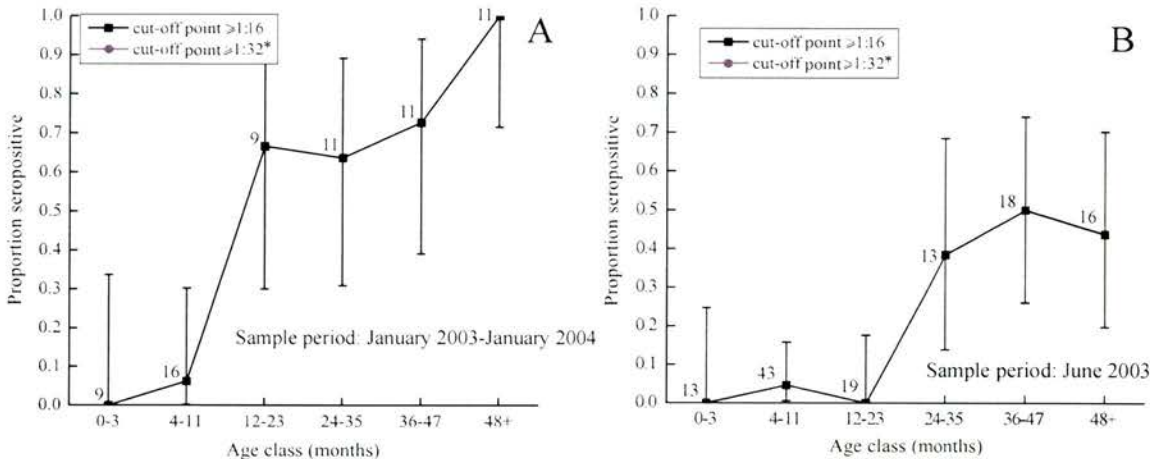 A
cut-off point ⩾1:16
cut-off point ⩾1:32*
Proportion seropositive
1.0
0.9
0.8
0.7
0.6
0.5
0.4
0.3
0.2
0.1
0.0
9
16
9
11
11
11
Sample period: January 2003-January 2004
0-3 4-11 12-23 24-35 36-47 48+
Age class (months)
B
cut-off point⩾1:16
cut-off point⩾1:32*
Proportion seropositive
1.0
0.9
0.8
0.7
0.6
0.5
0.4
0.3
0.2
0.1
0.0
13
43
19
13
18
16
Sample period: June 2003
0-3 4-11 12-23 24-35 36-47 48+
Age class (months)